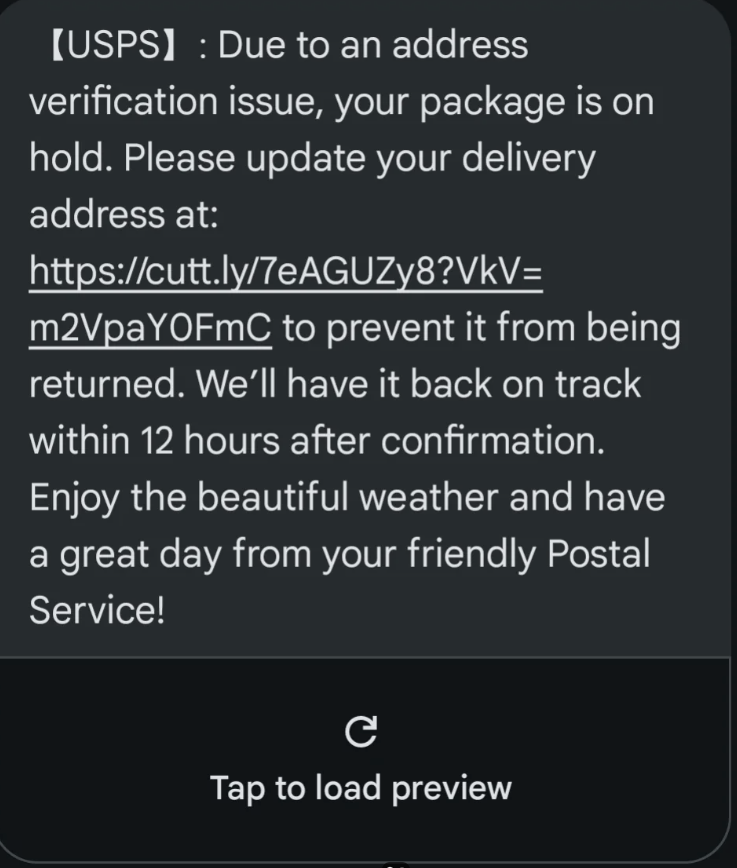 【USPS】 : Due to an address
verification issue, your package is on
hold. Please update your delivery
address at:
https://cutt.ly/7eAGUZy8?VkV=
m2VpaY0FmC to prevent it from being
returned. We’ll have it back on track
within 12 hours after confirmation.
Enjoy the beautiful weather and have
a great day from your friendly Postal
Service!
Tap to load preview